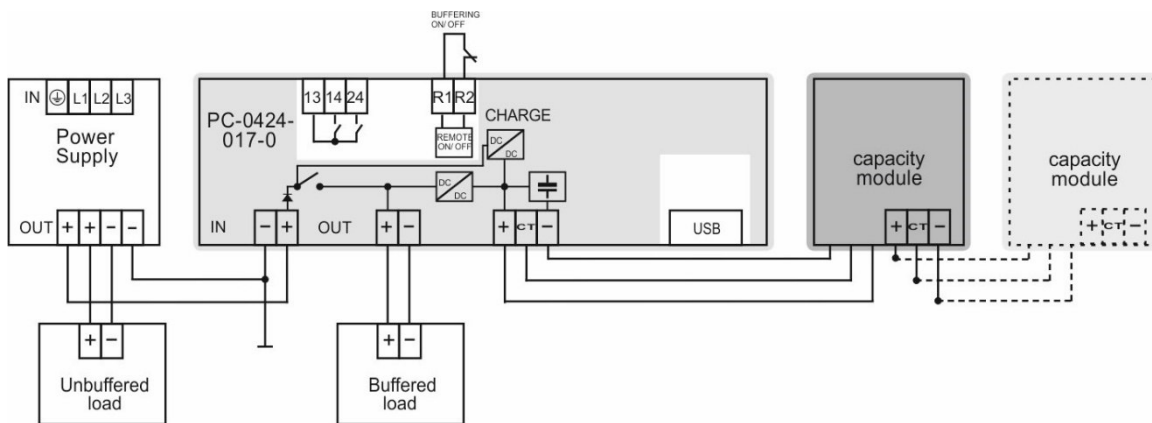 BUFFERING
ON/ OFF
IN L1 L2 L3
Power
Supply
OUT + + − −
PC-0424-
017-0
13 14 24
R1 R2
REMOTE
ON/ OFF
CHARGE
DC
DC
DC
DC
IN − +
OUT + −
+ CT −
USB
capacity
module
+ CT −
capacity
module
+ CT −
+ −
Unbuffered
load
+ −
Buffered
load